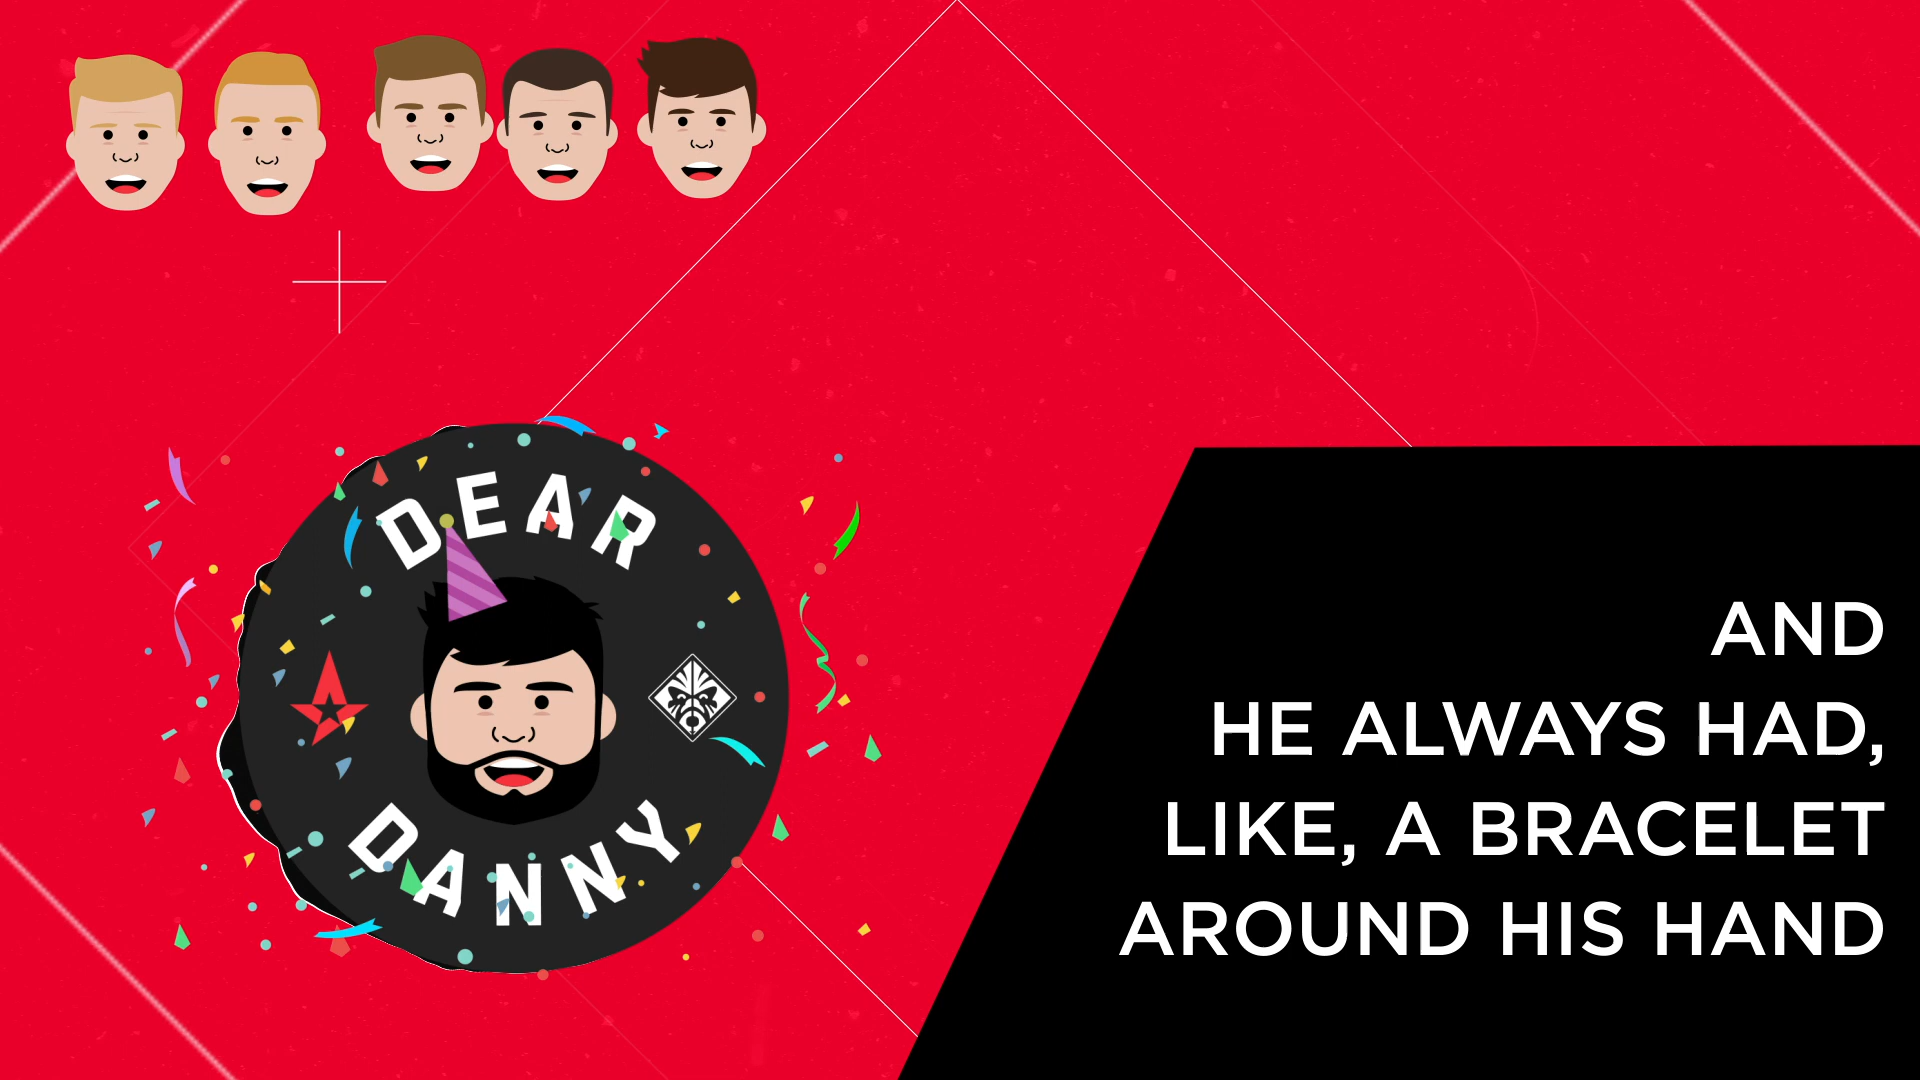 DEAR
DANNY
AND
HE ALWAYS HAD,
LIKE, A BRACELET
AROUND HIS HAND